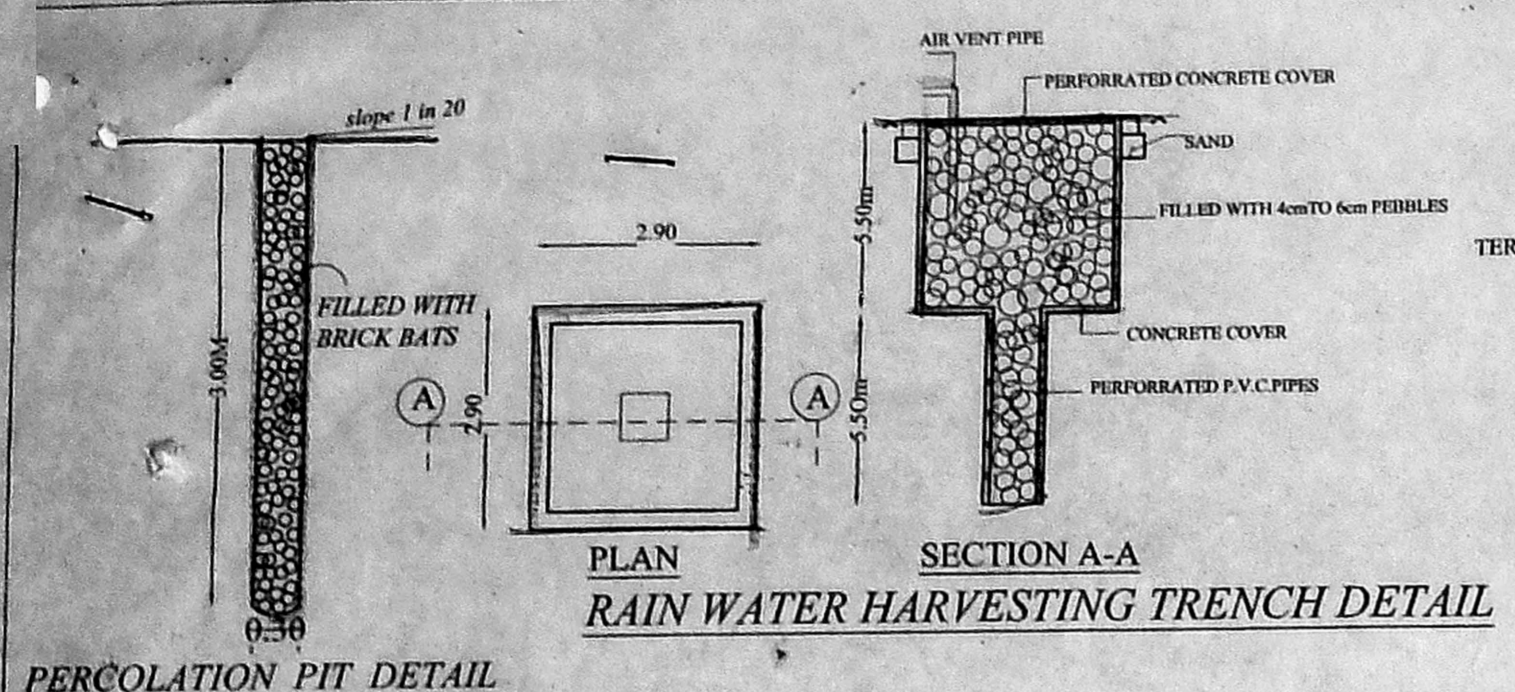 slope 1 in 20
3.00M
FILLED WITH
BRICK BATS
0.30
PERCOLATION PIT DETAIL
2.90
2.90
A
A
PLAN
AIR VENT PIPE
PERFORRATED CONCRETE COVER
SAND
5.50m
FILLED WITH 4cmTO 6cm PEBBLES
CONCRETE COVER
5.50m
PERFORRATED P.V.C.PIPES
SECTION A-A
RAIN WATER HARVESTING TRENCH DETAIL
TER